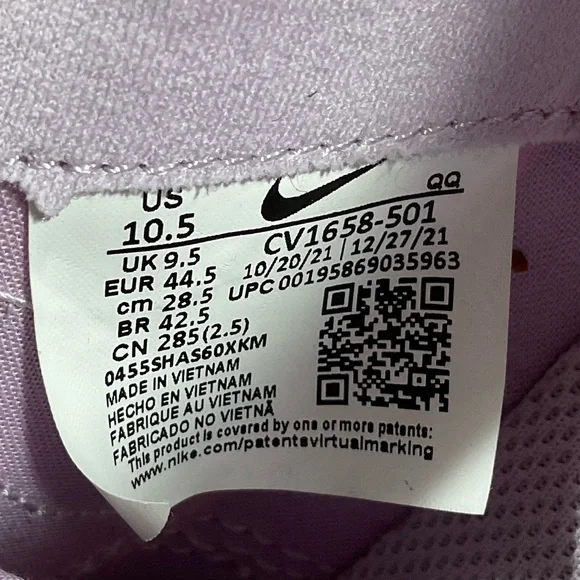 US
10.5
UK 9.5
EUR 44.5
cm 28.5
BR 42.5
CN 285(2.5)
0455SHAS60XKM
MADE IN VIETNAM
HECHO EN VIETNAM
FABRIQUE AU VIETNAM
FABRICADO NO VIETNÃ
This product is covered by one or more patents:
www.nike.com/patentsvirtualmarking
QQ
CV1658-501
10/20/21 | 12/27/21
UPC 00195869035963